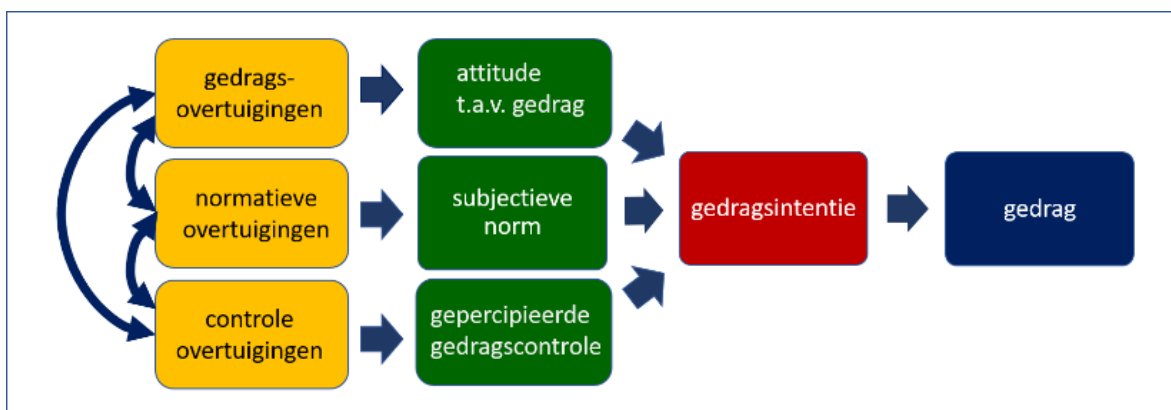 gedrags-
overtuigingen
attitude
t.a.v. gedrag
normatieve
overtuigingen
subjectieve
norm
gedragsintentie
gedrag
controle
overtuigingen
gepercipieerde
gedragscontrole